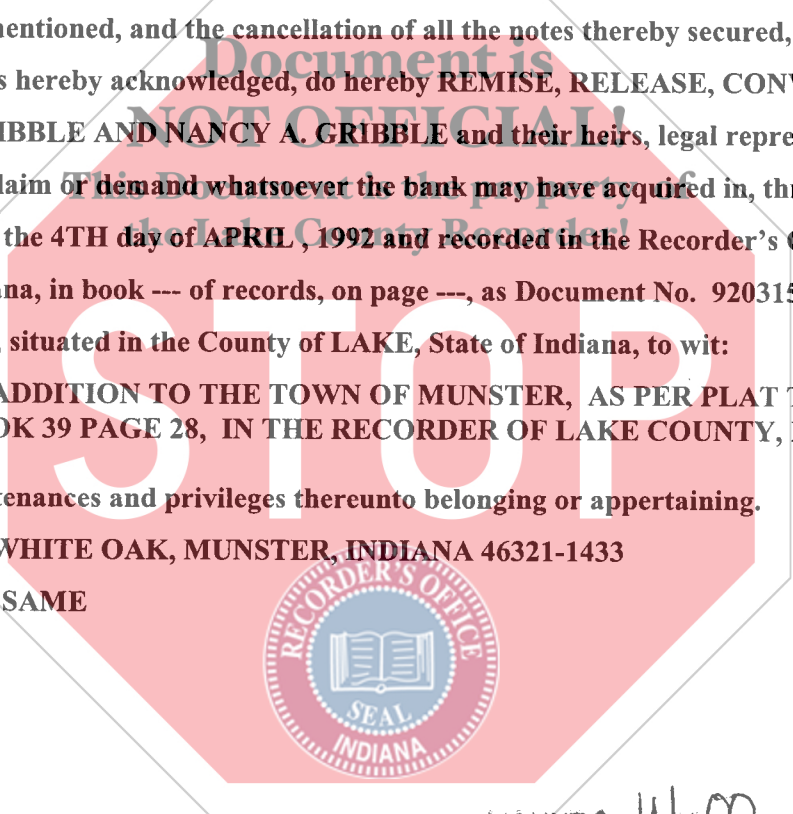 mentioned, and the cancellation of all the notes thereby secured,
Document is
s hereby acknowledged, do hereby REMISE, RELEASE, CONV
NOT OFFICIAL!
IBBLE AND NANCY A. GRIBBLE and their heirs, legal repre
This Document is the property of
laim or demand whatsoever the bank may have acquired in, thr
the Lake County Recorder!
the 4TH day of APRIL , 1992 and recorded in the Recorder's
ana, in book --- of records, on page ---, as Document No. 920315
, situated in the County of LAKE, State of Indiana, to wit:
STOP
ADDITION TO THE TOWN OF MUNSTER, AS PER PLAT T
OK 39 PAGE 28, IN THE RECORDER OF LAKE COUNTY,
tenances and privileges thereunto belonging or appertaining.
WHITE OAK, MUNSTER, INDIANA 46321-1433
SAME
RECORDER'S OFFICE
SEAL
INDIANA